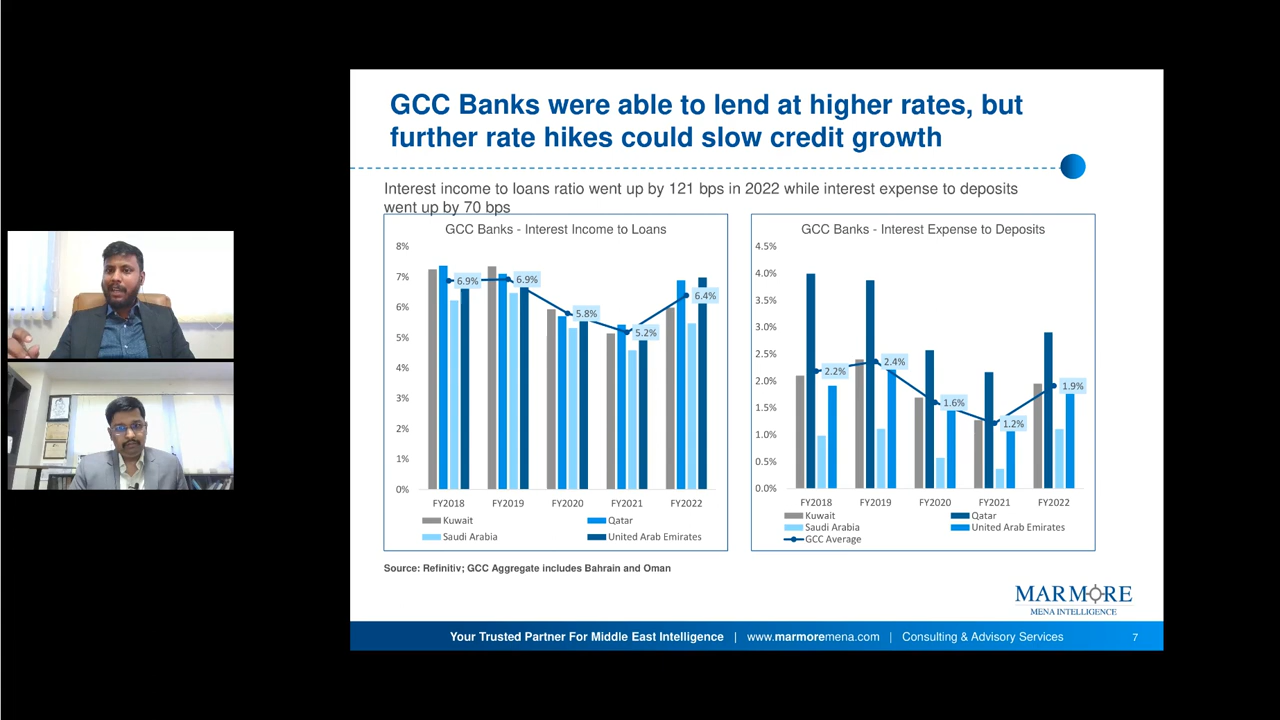 GCC Banks were able to lend at higher rates, but
further rate hikes could slow credit growth
Interest income to loans ratio went up by 121 bps in 2022 while interest expense to deposits
went up by 70 bps
GCC Banks - Interest Income to Loans
8%
7%
6%
5%
4%
3%
2%
1%
0%
6.9%
6.9%
5.8%
5.2%
6.4%
FY2018
FY2019
FY2020
FY2021
FY2022
Kuwait
Qatar
Saudi Arabia
United Arab Emirates
GCC Banks - Interest Expense to Deposits
4.5%
4.0%
3.5%
3.0%
2.5%
2.0%
1.5%
1.0%
0.5%
0.0%
2.2%
2.4%
1.6%
1.2%
1.9%
FY2018
FY2019
FY2020
FY2021
FY2022
Kuwait
Qatar
Saudi Arabia
United Arab Emirates
GCC Average
Source: Refinitiv; GCC Aggregate includes Bahrain and Oman
MARMORE
MENA INTELLIGENCE
Your Trusted Partner For Middle East Intelligence | www.marmoremena.com | Consulting & Advisory Services
7